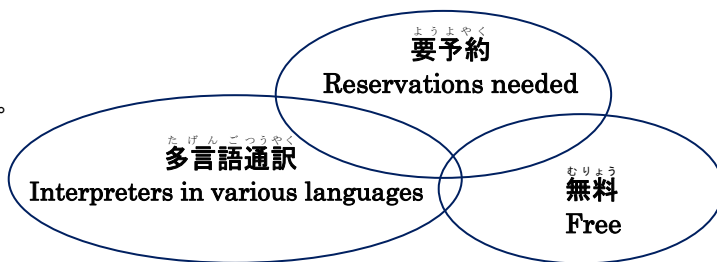 ようよやく
要予約
Reservations needed
。
たげんごつうやく
多言語通訳
Interpreters in various languages
むりょう
無料
Free